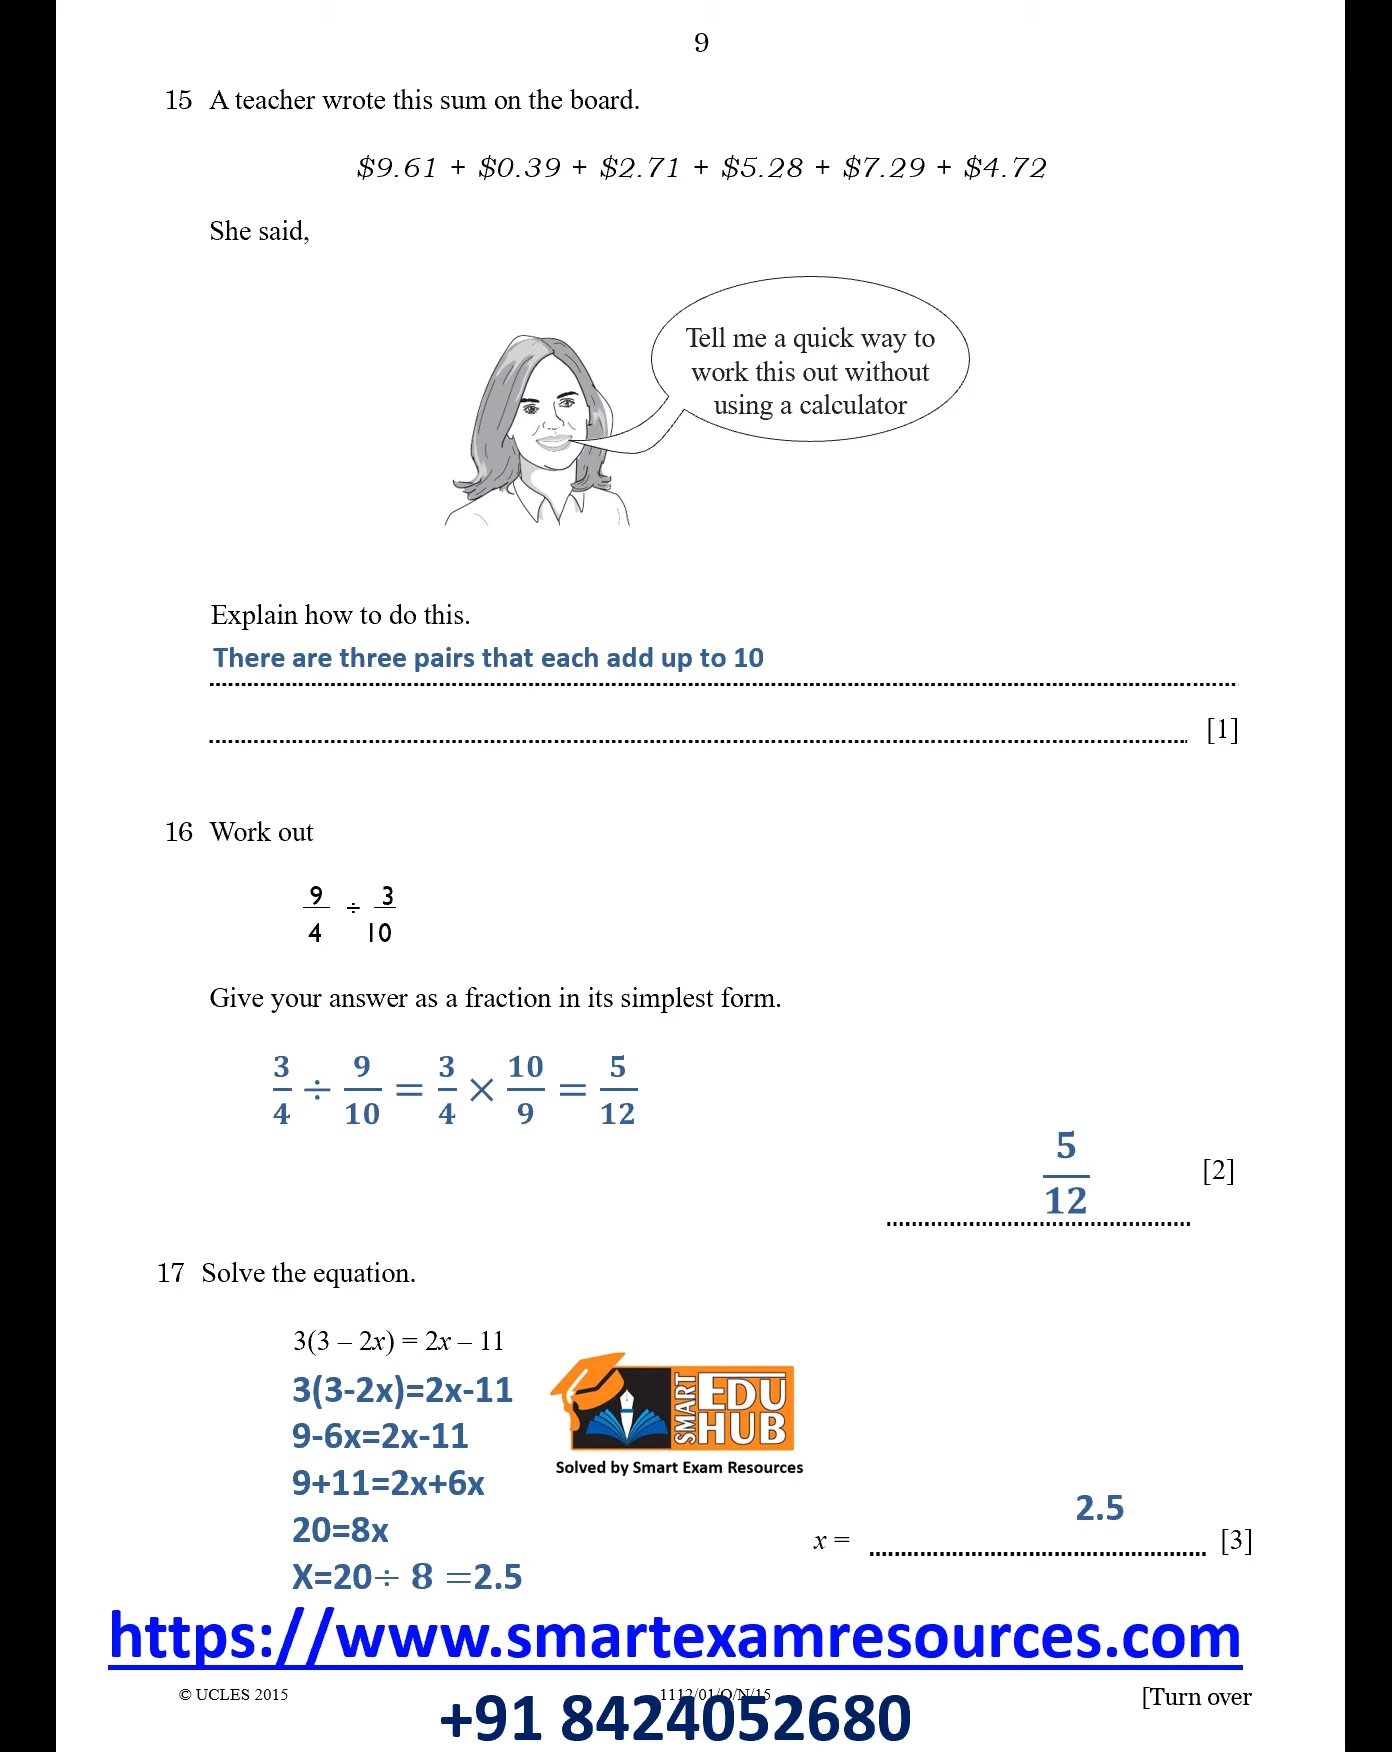 9
15 A teacher wrote this sum on the board.
$9.61 + $0.39 + $2.71 + $5.28 + $7.29 + $4.72
She said,
Tell me a quick way to
work this out without
using a calculator
Explain how to do this.
There are three pairs that each add up to 10
[1]
16 Work out
9/4 ÷ 3/10
Give your answer as a fraction in its simplest form.
3/4 ÷ 9/10 = 3/4 × 10/9 = 5/12
5/12 [2]
17 Solve the equation.
3(3 – 2x) = 2x – 11
3(3-2x)=2x-11
9-6x=2x-11
9+11=2x+6x
20=8x
X=20÷ 8 =2.5
SMART EDU HUB
Solved by Smart Exam Resources
2.5
x = [3]
https://www.smartexamresources.com
© UCLES 2015 1112/01/O/N/15 [Turn over
+91 8424052680